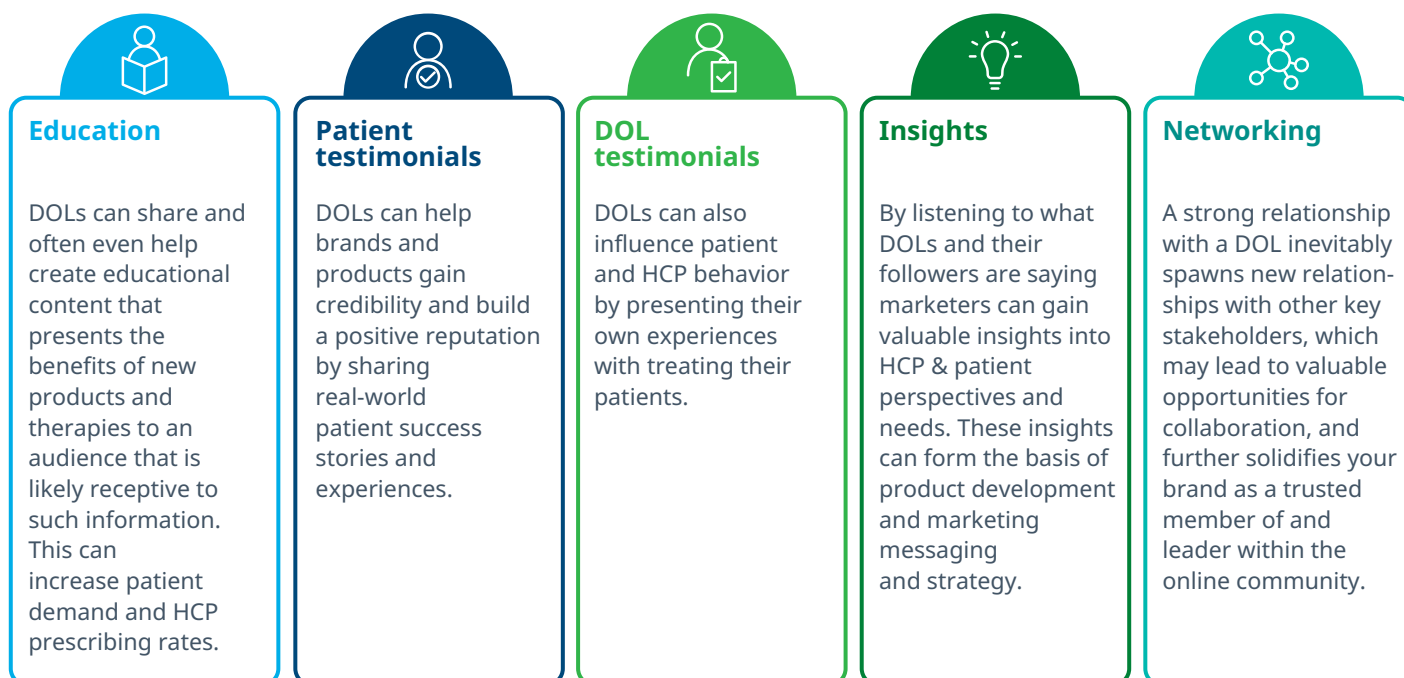 Education
DOLs can share and
often even help
create educational
content that
presents the
benefits of new
products and
therapies to an
audience that is
likely receptive to
such information.
This can
increase patient
demand and HCP
prescribing rates.
Patient
testimonials
DOLs can help
brands and
products gain
credibility and build
a positive reputation
by sharing
real-world
patient success
stories and
experiences.
DOL
testimonials
DOLs can also
influence patient
and HCP behavior
by presenting their
own experiences
with treating their
patients.
Insights
By listening to what
DOLs and their
followers are saying
marketers can gain
valuable insights into
HCP & patient
perspectives and
needs. These insights
can form the basis of
product development
and marketing
messaging
and strategy.
Networking
A strong relationship
with a DOL inevitably
spawns new relation-
ships with other key
stakeholders, which
may lead to valuable
opportunities for
collaboration, and
further solidifies your
brand as a trusted
member of and
leader within the
online community.